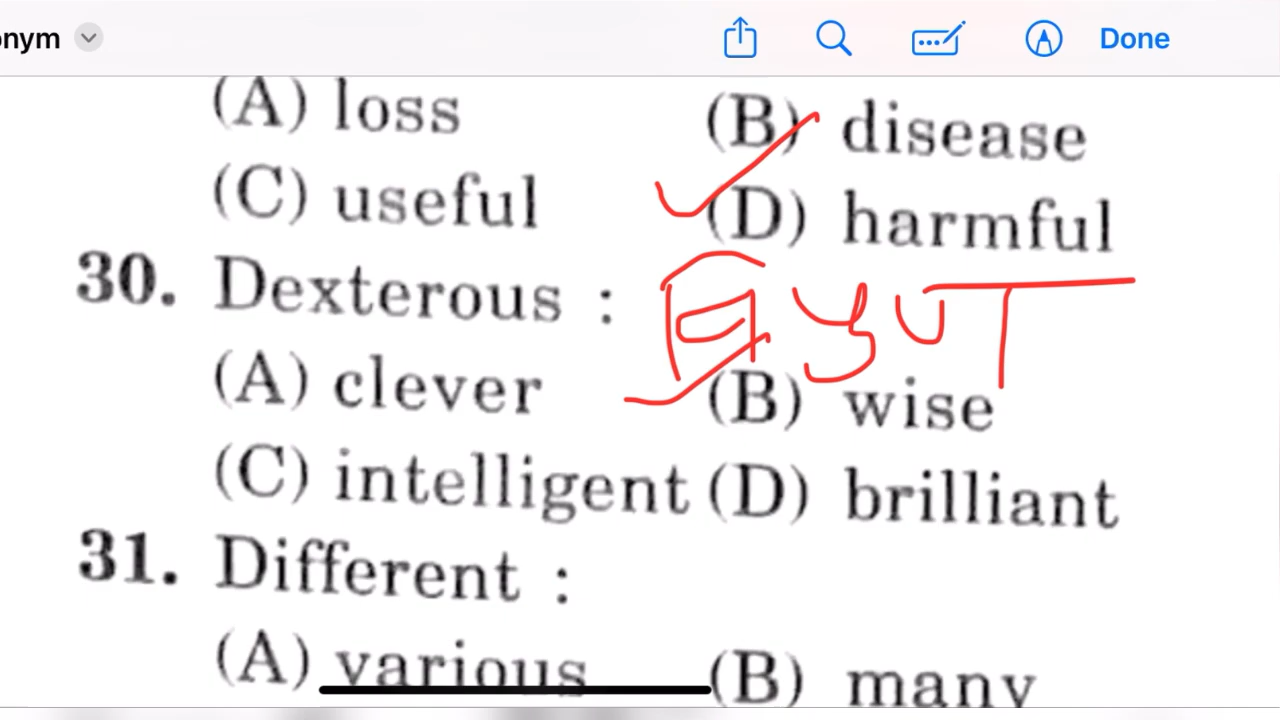 onym
Done
(A) loss (B) disease
(C) useful (D) harmful
30. Dexterous : निपुण
(A) clever (B) wise
(C) intelligent (D) brilliant
31. Different :
(A) various (B) many